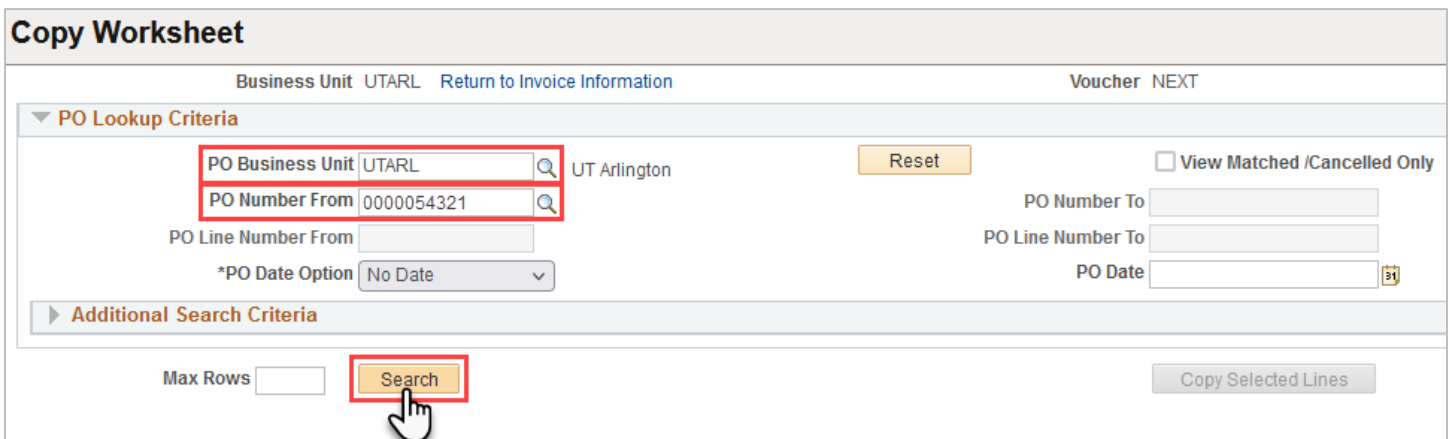 Copy Worksheet
Business Unit UTARL Return to Invoice Information Voucher NEXT
PO Lookup Criteria
PO Business Unit UTARL UT Arlington Reset View Matched /Cancelled Only
PO Number From 0000054321 PO Number To
PO Line Number From PO Line Number To
*PO Date Option No Date PO Date 31
Additional Search Criteria
Max Rows Search Copy Selected Lines